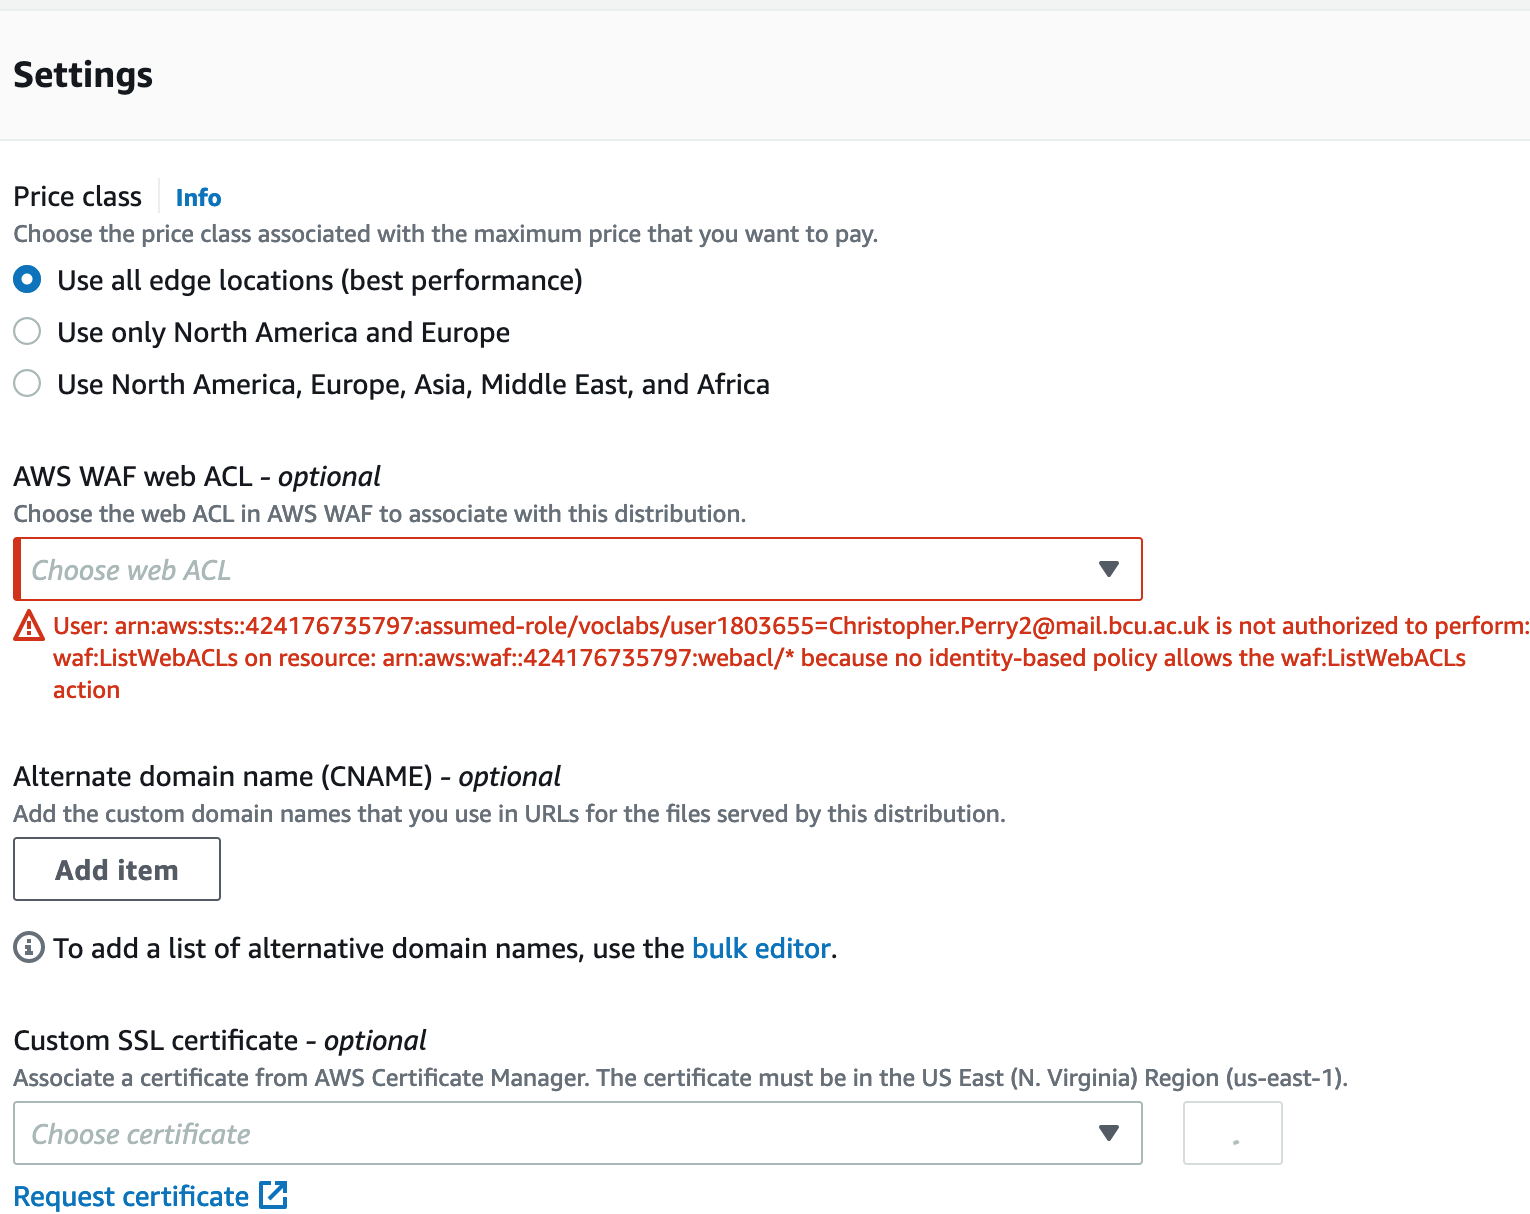 Settings
Price class
Info
Choose the price class associated with the maximum price that you want to pay.
Use all edge locations (best performance)
Use only North America and Europe
Use North America, Europe, Asia, Middle East, and Africa
AWS WAF web ACL - optional
Choose the web ACL in AWS WAF to associate with this distribution.
Choose web ACL
User: arn:aws:sts::424176735797:assumed-role/voclabs/user1803655=Christopher.Perry2@mail.bcu.ac.uk is not authorized to perform:
waf:ListWebACLs on resource: arn:aws:waf::424176735797:webacl/* because no identity-based policy allows the waf:ListWebACLs
action
Alternate domain name (CNAME) - optional
Add the custom domain names that you use in URLs for the files served by this distribution.
Add item
To add a list of alternative domain names, use the bulk editor.
Custom SSL certificate - optional
Associate a certificate from AWS Certificate Manager. The certificate must be in the US East (N. Virginia) Region (us-east-1).
Choose certificate
Request certificate